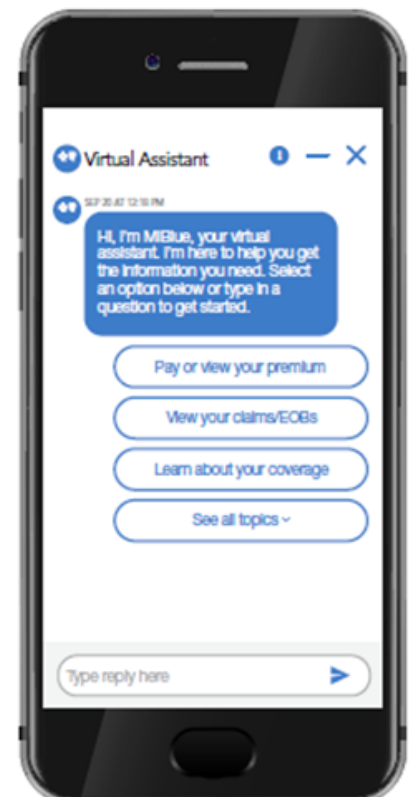 Virtual Assistant
SEP 20 AT 12:18 PM
Hi, I'm MIBlue, your virtual
assistant. I'm here to help you get
the information you need. Select
an option below or type in a
question to get started.
Pay or view your premium
View your claims/EOBs
Learn about your coverage
See all topics
Type reply here